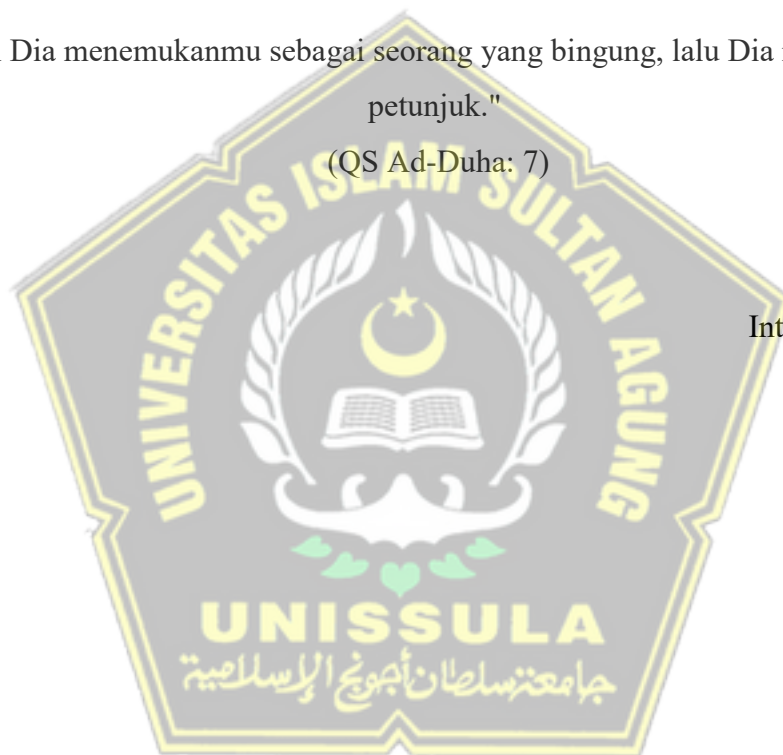 Dia menemukanmu sebagai seorang yang bingung, lalu Dia
petunjuk."
(QS Ad-Duha: 7)
UNIVERSITAS ISLAM SULTAN AGUNG
Int
UNISSULA
جامعة سلطان أجونج الإسلامية